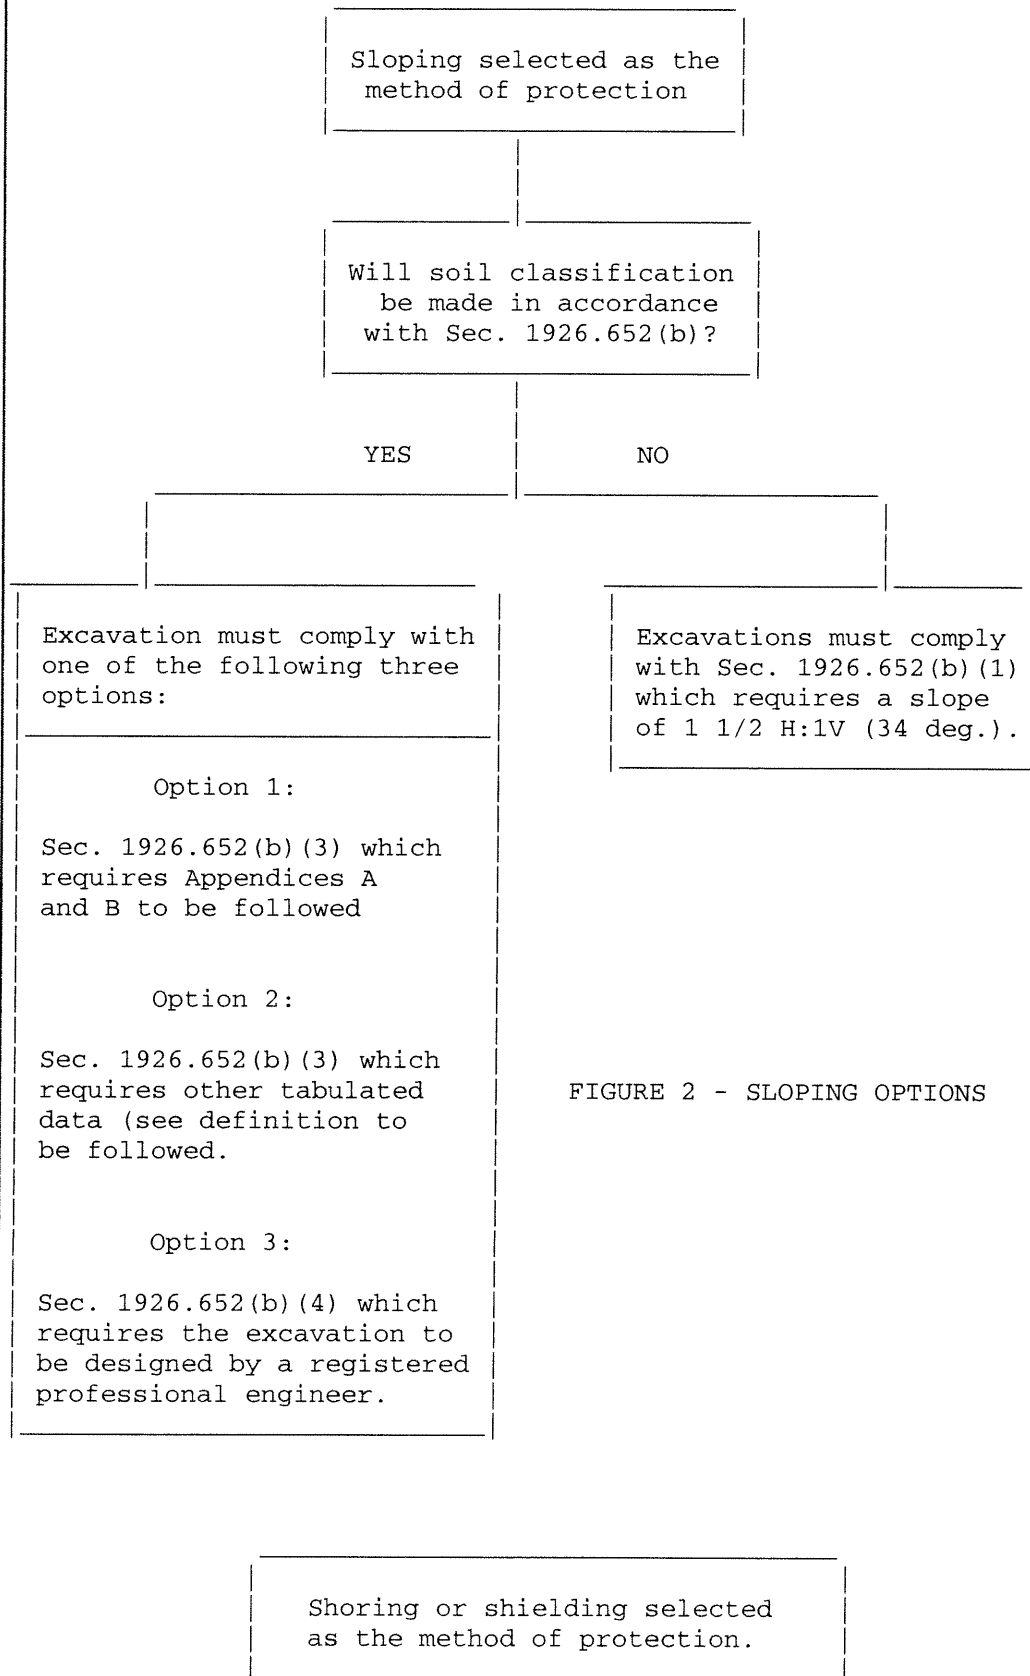 Sloping selected as the
method of protection
Will soil classification
be made in accordance
with Sec. 1926.652(b)?
YES
NO
Excavation must comply with
one of the following three
options:
Option 1:
Sec. 1926.652(b)(3) which
requires Appendices A
and B to be followed
Option 2:
Sec. 1926.652(b)(3) which
requires other tabulated
data (see definition to
be followed.
Option 3:
Sec. 1926.652(b)(4) which
requires the excavation to
be designed by a registered
professional engineer.
Excavations must comply
with Sec. 1926.652(b)(1)
which requires a slope
of 1 1/2 H:1V (34 deg.).
FIGURE 2 - SLOPING OPTIONS
Shoring or shielding selected
as the method of protection.